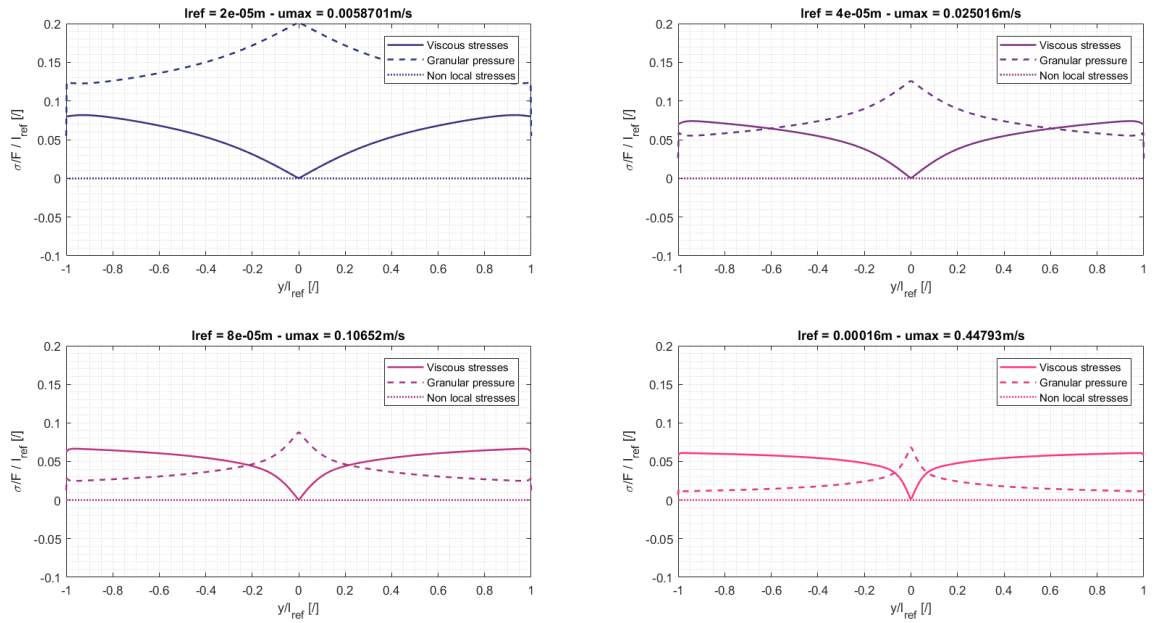 lref = 2e-05m - umax = 0.0058701m/s
0.2
0.15
0.1
0.05
0
-0.05
-0.1
σ/F / l_ref [/]
Viscous stresses
Granular pressure
Non local stresses
-1 -0.8 -0.6 -0.4 -0.2 0 0.2 0.4 0.6 0.8 1
y/l_ref [/]
lref = 4e-05m - umax = 0.025016m/s
0.2
0.15
0.1
0.05
0
-0.05
-0.1
σ/F / l_ref [/]
Viscous stresses
Granular pressure
Non local stresses
-1 -0.8 -0.6 -0.4 -0.2 0 0.2 0.4 0.6 0.8 1
y/l_ref [/]
lref = 8e-05m - umax = 0.10652m/s
0.2
0.15
0.1
0.05
0
-0.05
-0.1
σ/F / l_ref [/]
Viscous stresses
Granular pressure
Non local stresses
-1 -0.8 -0.6 -0.4 -0.2 0 0.2 0.4 0.6 0.8 1
y/l_ref [/]
lref = 0.00016m - umax = 0.44793m/s
0.2
0.15
0.1
0.05
0
-0.05
-0.1
σ/F / l_ref [/]
Viscous stresses
Granular pressure
Non local stresses
-1 -0.8 -0.6 -0.4 -0.2 0 0.2 0.4 0.6 0.8 1
y/l_ref [/]